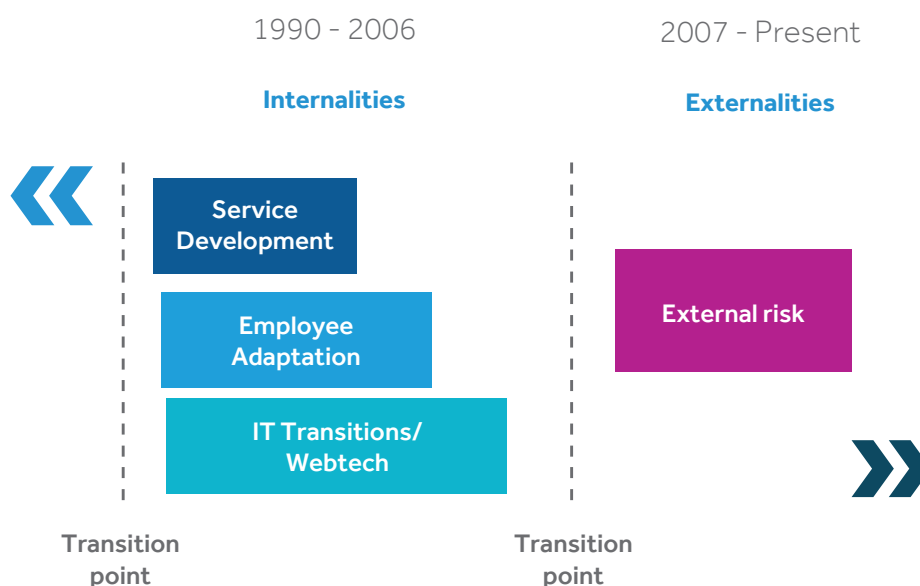 1990 - 2006
2007 - Present
Internalities
Externalities
Service
Development
Employee
Adaptation
IT Transitions/
Webtech
External risk
Transition
point
Transition
point